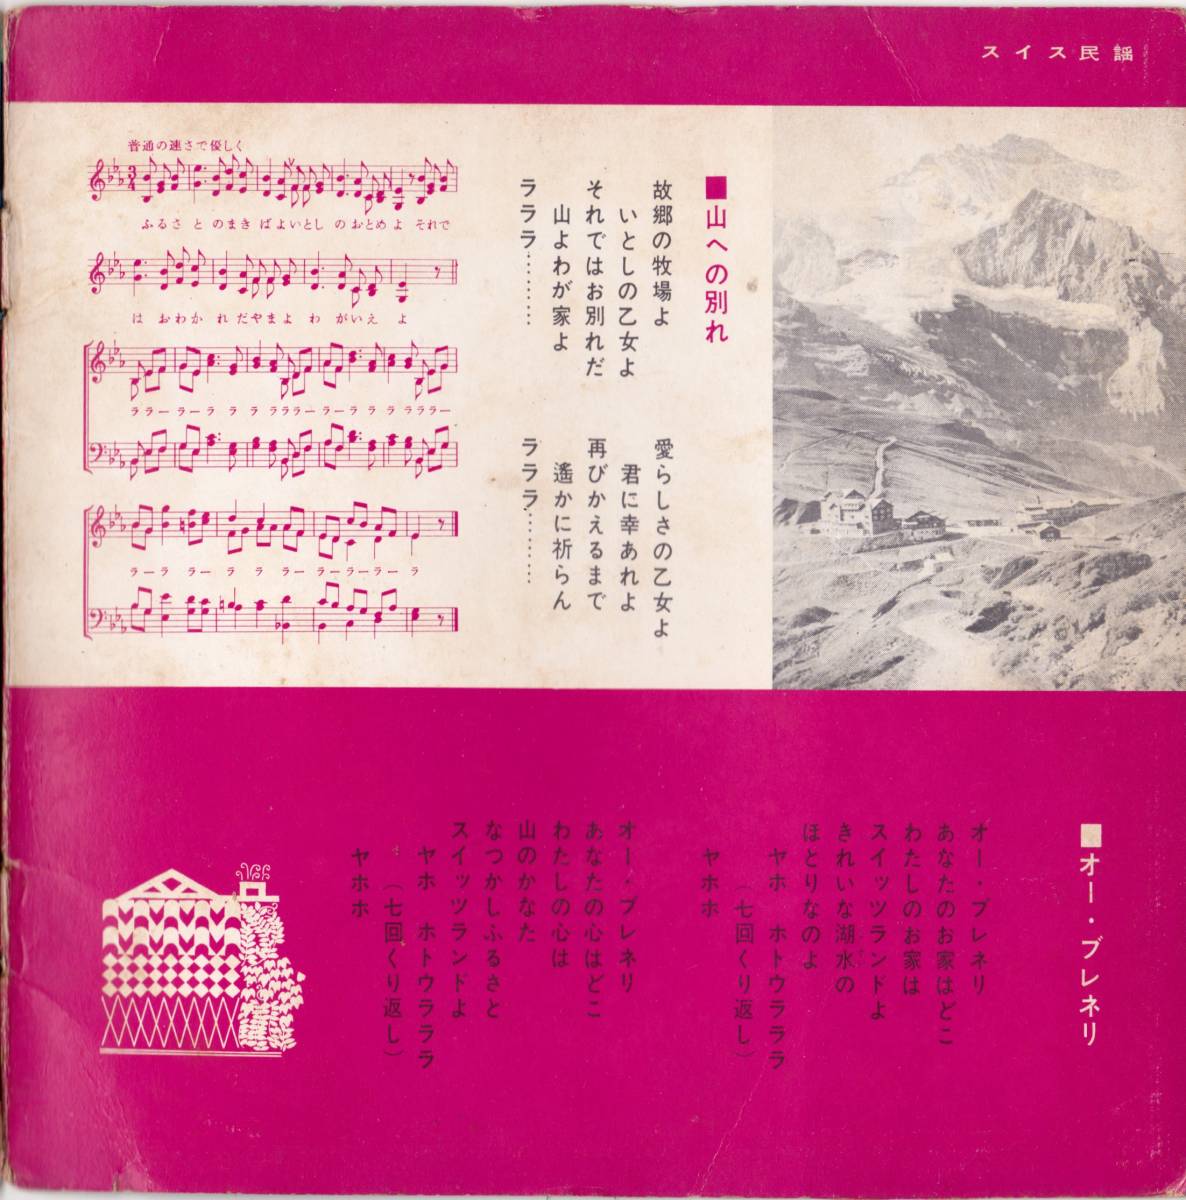 スイス民謡
■山への別れ
故郷の牧場よ
いとしの乙女よ
それではお別れだ
山よわが家よ
ラララ…………
愛らしさの乙女よ
君に幸あれよ
再びかえるまで
遙かに祈らん
ラララ…………
普通の速さで優しく
ふるさ と のまき ばよいとし のおとめよ それで
は おわか れ だやまよ わ がいえ よ
ララーラーラ ラ ララララーラーララ ララララー
ラーラ ラー ラ ラ ラー ラーラーラ ラ
■オー・ブレネリ
オー・ブレネリ
あなたのお家はどこ
わたしのお家は
スイッツランドよ
きれいな湖水の
ほとりなのよ
ヤホ ホトウラララ
(七回くり返し)
ヤホホ
オー・ブレネリ
あなたの心はどこ
わたしの心は
山のかなた
なつかしふるさと
スイッツランドよ
ヤホ ホトウラララ
(七回くり返し)
ヤホホ